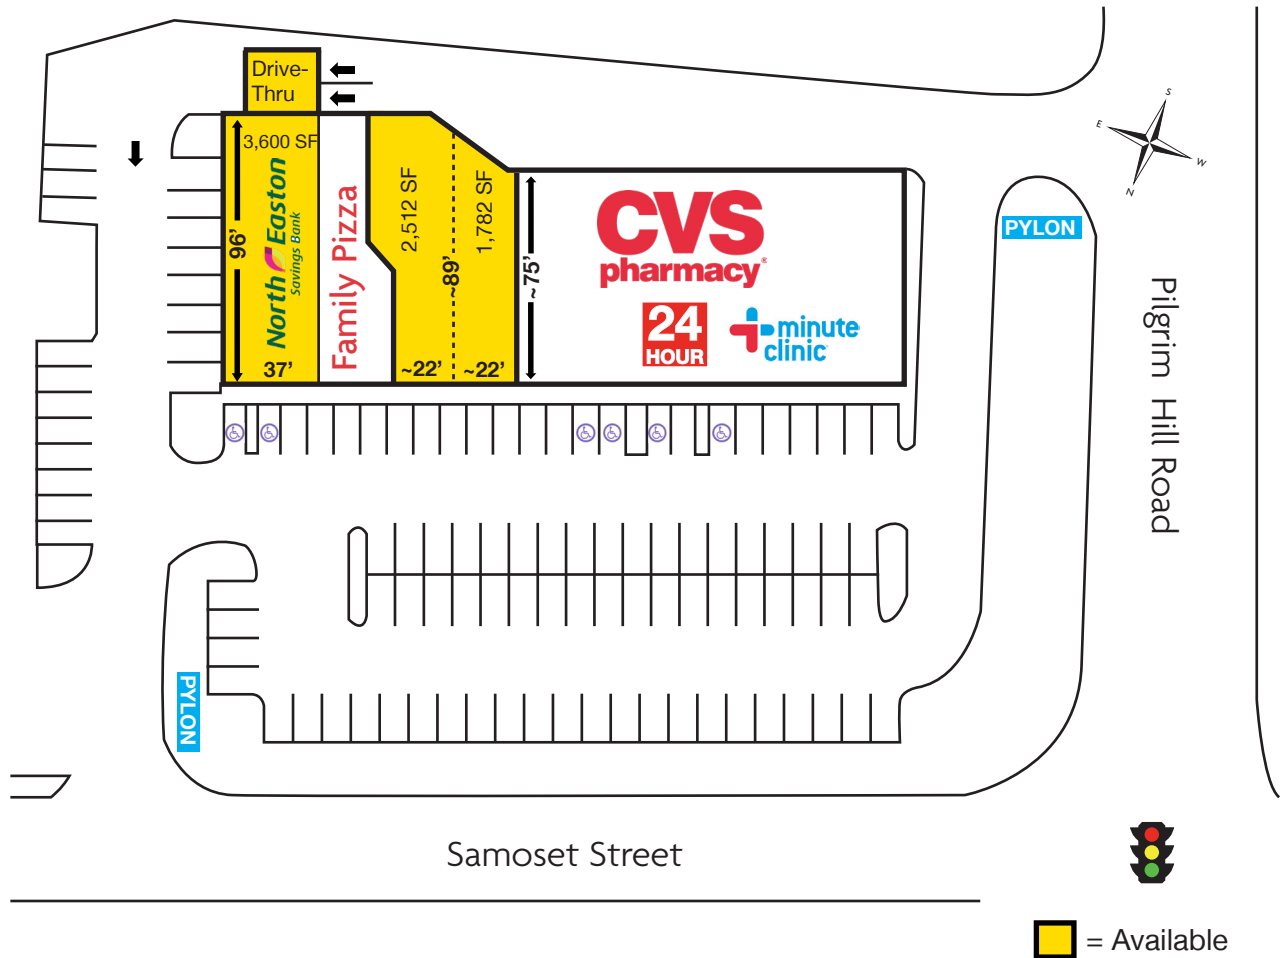 Drive-
Thru
3,600 SF
96’
North Easton
Savings Bank
37’
Family Pizza
2,512 SF
~22’
~89’
1,782 SF
~22’
~75’
CVS
pharmacy®
24
HOUR
minute
clinic
S
E
W
N
PYLON
Pilgrim Hill Road
PYLON
Samoset Street
= Available